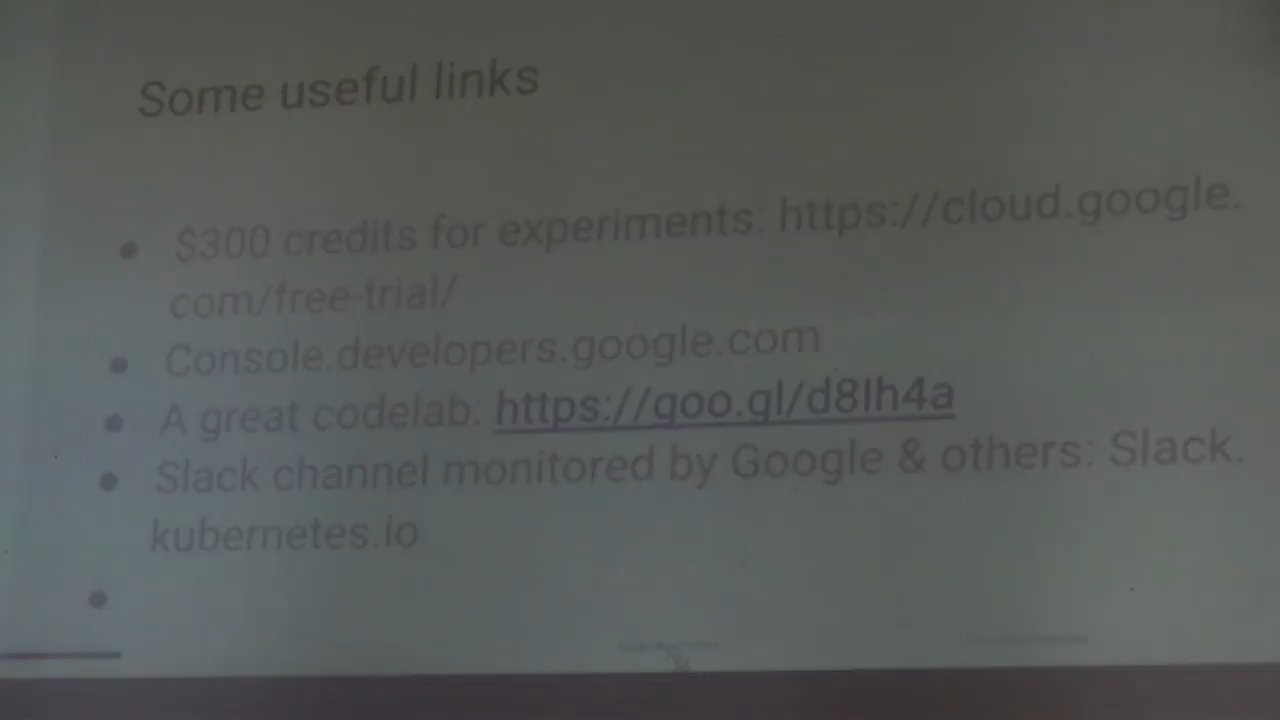 Some useful links
• $300 credits for experiments: https://cloud.google.
com/free-trial/
• Console.developers.google.com
• A great codelab: https://goo.gl/d8lh4a
• Slack channel monitored by Google & others: Slack.
kubernetes.io
•